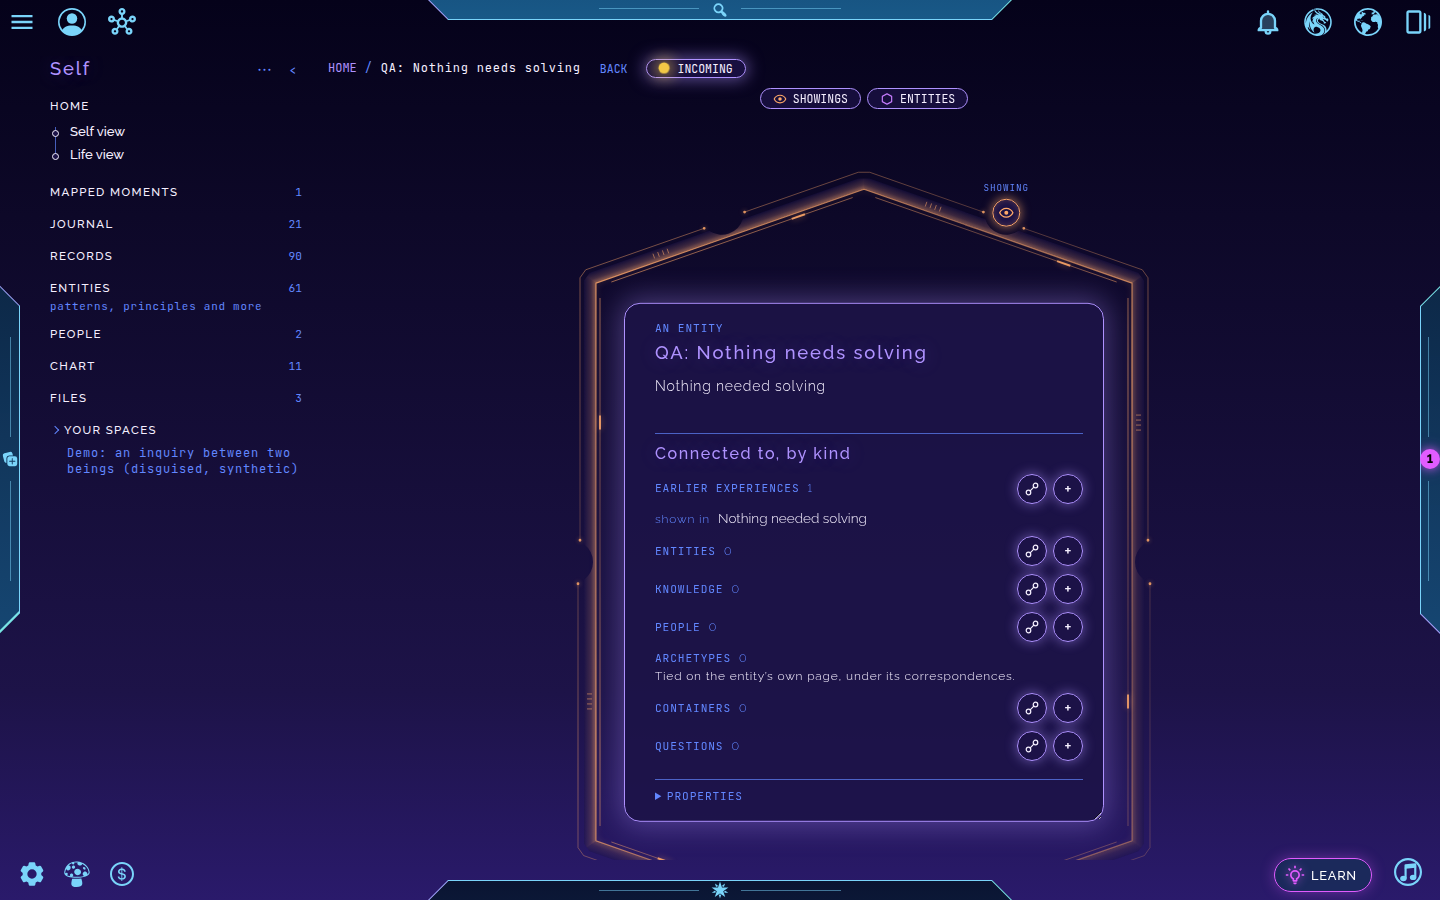 Self
... <
HOME
Self view
Life view
MAPPED MOMENTS 1
JOURNAL 21
RECORDS 90
ENTITIES 61
patterns, principles and more
PEOPLE 2
CHART 11
FILES 3
YOUR SPACES
Demo: an inquiry between two
beings (disguised, synthetic)
HOME / QA: Nothing needs solving BACK INCOMING
SHOWINGS ENTITIES
SHOWING
AN ENTITY
QA: Nothing needs solving
Nothing needed solving
Connected to, by kind
EARLIER EXPERIENCES 1
shown in Nothing needed solving
ENTITIES 0
KNOWLEDGE 0
PEOPLE 0
ARCHETYPES 0
Tied on the entity's own page, under its correspondences.
CONTAINERS 0
QUESTIONS 0
PROPERTIES
1
LEARN